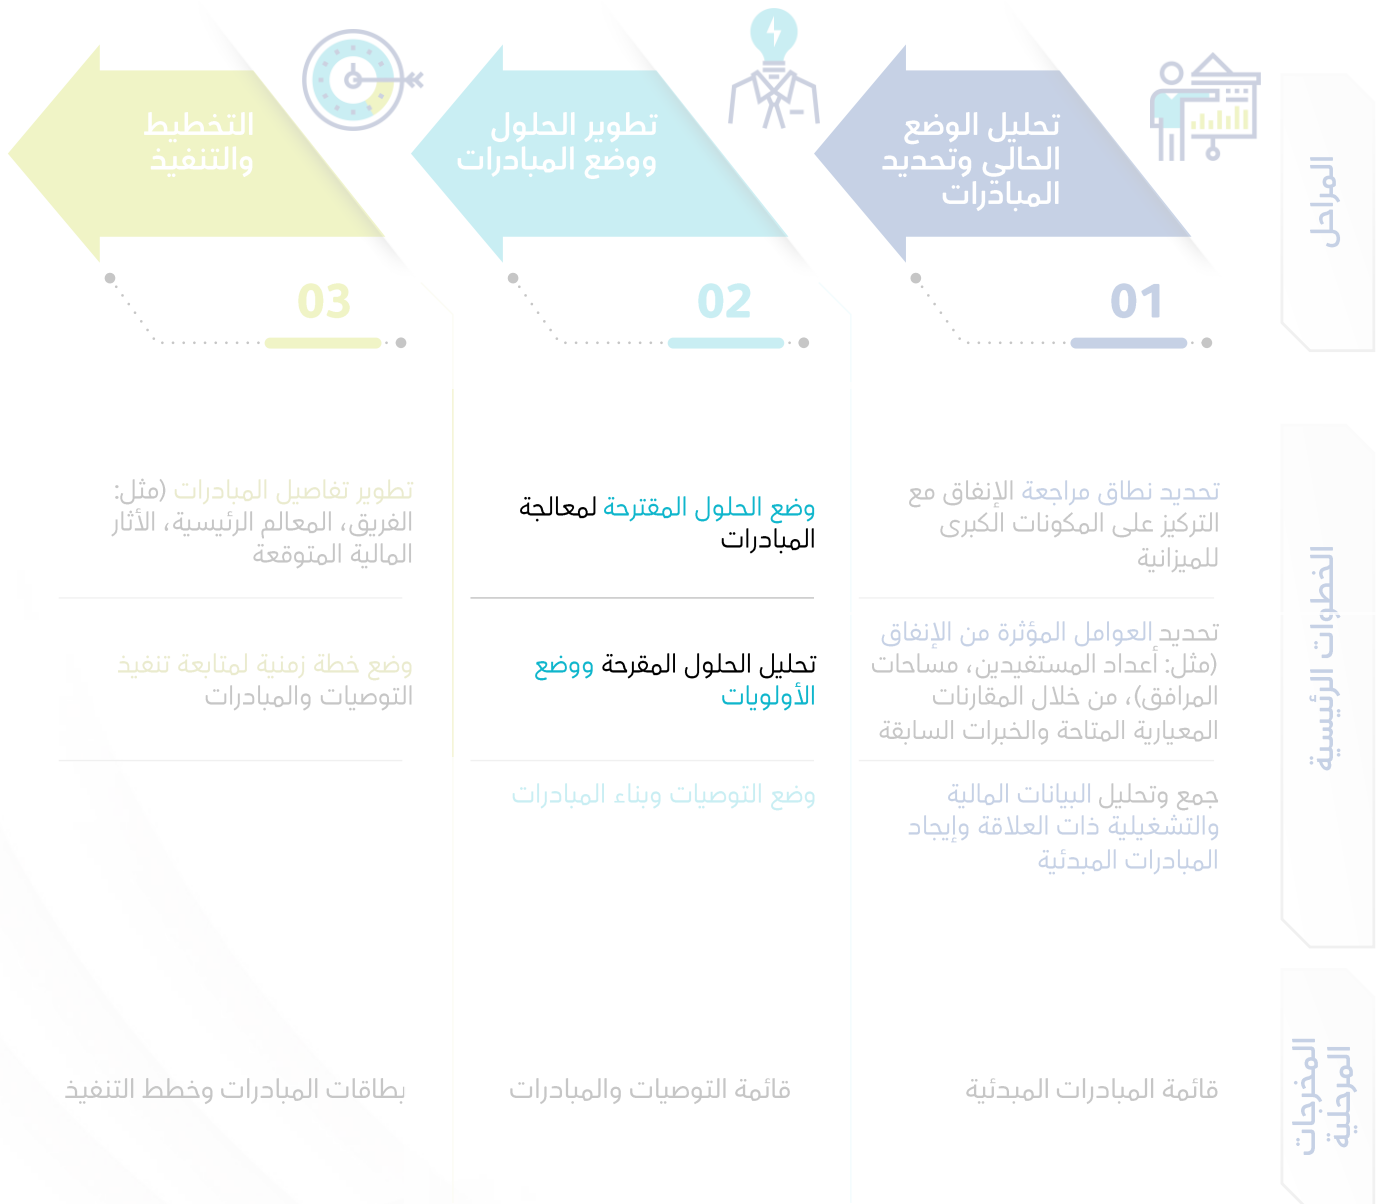 المراحل
تحليل الوضع
الحالي وتحديد
المبادرات
01
تطوير الحلول
ووضع المبادرات
02
التخطيط
والتنفيذ
03
الخطوات الرئيسية
تحديد نطاق مراجعة الإنفاق مع
التركيز على المكونات الكبرى
للميزانية
تحديد العوامل المؤثرة من الإنفاق
(مثل: أعداد المستفيدين، مساحات
المرافق)، من خلال المقارنات
المعيارية المتاحة والخبرات السابقة
جمع وتحليل البيانات المالية
والتشغيلية ذات العلاقة وإيجاد
المبادرات المبدئية
وضع الحلول المقترحة لمعالجة
المبادرات
تحليل الحلول المقرحة ووضع
الأولويات
وضع التوصيات وبناء المبادرات
تطوير تفاصيل المبادرات (مثل:
الفريق، المعالم الرئيسية، الأثار
المالية المتوقعة
وضع خطة زمنية لمتابعة تنفيذ
التوصيات والمبادرات
المخرجات
المرحلية
قائمة المبادرات المبدئية
قائمة التوصيات والمبادرات
بطاقات المبادرات وخطط التنفيذ